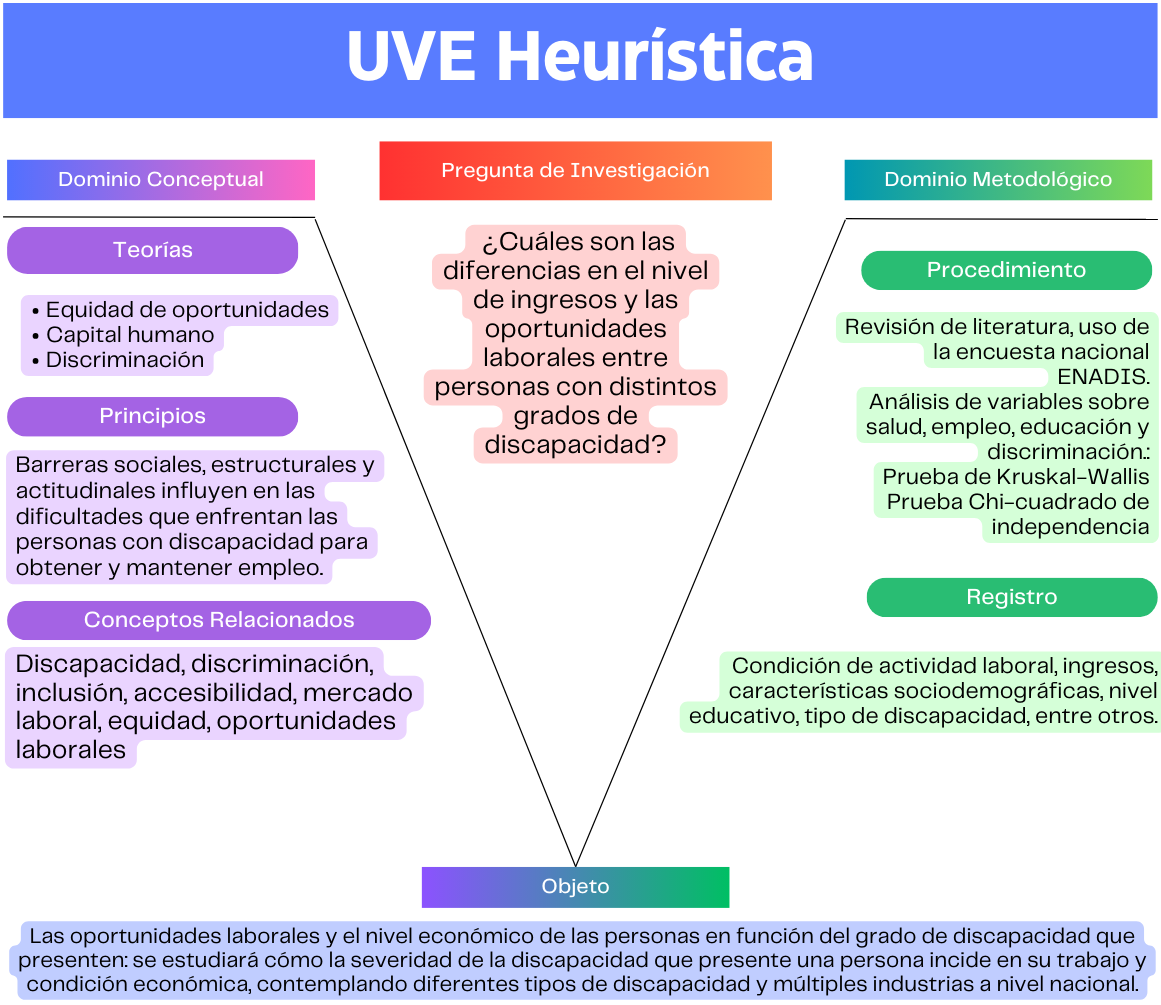 UVE Heurística
Dominio Conceptual
Pregunta de Investigación
Dominio Metodológico
Teorías
• Equidad de oportunidades
• Capital humano
• Discriminación
Principios
Barreras sociales, estructurales y
actitudinales influyen en las
dificultades que enfrentan las
personas con discapacidad para
obtener y mantener empleo.
Conceptos Relacionados
Discapacidad, discriminación,
inclusión, accesibilidad, mercado
laboral, equidad, oportunidades
laborales
¿Cuáles son las
diferencias en el nivel
de ingresos y las
oportunidades
laborales entre
personas con distintos
grados de
discapacidad?
Procedimiento
Revisión de literatura, uso de
la encuesta nacional
ENADIS.
Análisis de variables sobre
salud, empleo, educación y
discriminación.:
Prueba de Kruskal-Wallis
Prueba Chi-cuadrado de
independencia
Registro
Condición de actividad laboral, ingresos,
características sociodemográficas, nivel
educativo, tipo de discapacidad, entre otros.
Objeto
Las oportunidades laborales y el nivel económico de las personas en función del grado de discapacidad que
presenten: se estudiará cómo la severidad de la discapacidad que presente una persona incide en su trabajo y
condición económica, contemplando diferentes tipos de discapacidad y múltiples industrias a nivel nacional.